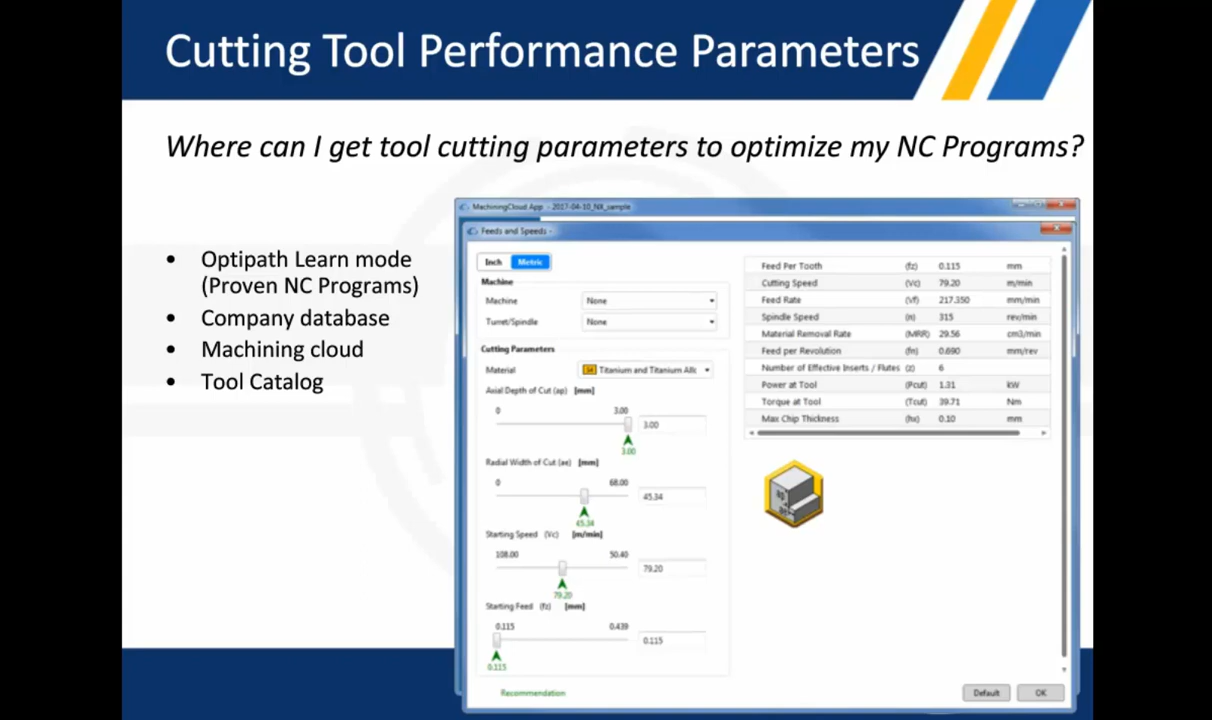 Cutting Tool Performance Parameters
Where can I get tool cutting parameters to optimize my NC Programs?
• Optipath Learn mode
(Proven NC Programs)
• Company database
• Machining cloud
• Tool Catalog
MachiningCloud App - 2017-04-10_NX_sample
Feeds and Speeds -
Inch Metric
Machine
Machine None
Turret/Spindle None
Cutting Parameters
Material Titanium and Titanium Allo
Axial Depth of Cut (ap) [mm]
0 3.00
3.00
3.00
Radial Width of Cut (ae) [mm]
0 68.00
45.34
45.34
Starting Speed (Vc) [m/min]
108.00 50.40
79.20
79.20
Starting Feed (fz) [mm]
0.115 0.439
0.115
0.115
Recommendation
Feed Per Tooth (fz) 0.115 mm
Cutting Speed (Vc) 79.20 m/min
Feed Rate (Vf) 217.350 mm/min
Spindle Speed (n) 315 rev/min
Material Removal Rate (MRR) 29.56 cm3/min
Feed per Revolution (fn) 0.690 mm/rev
Number of Effective Inserts / Flutes (z) 6
Power at Tool (Pcut) 1.31 kW
Torque at Tool (Tcut) 39.71 Nm
Max Chip Thickness (hx) 0.10 mm
ap
ae
Default OK